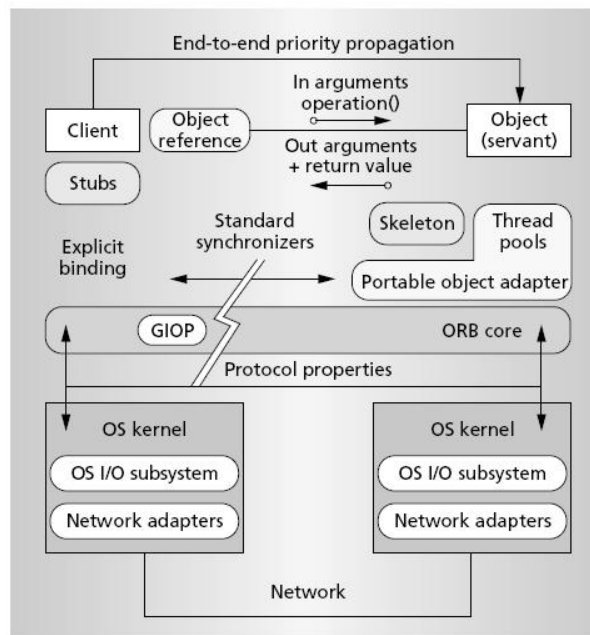 End-to-end priority propagation
In arguments
operation()
Client
Object
reference
Object
(servant)
Out arguments
+ return value
Stubs
Standard
synchronizers
Skeleton
Thread
pools
Explicit
binding
Portable object adapter
GIOP
ORB core
Protocol properties
OS kernel
OS kernel
OS I/O subsystem
OS I/O subsystem
Network adapters
Network adapters
Network